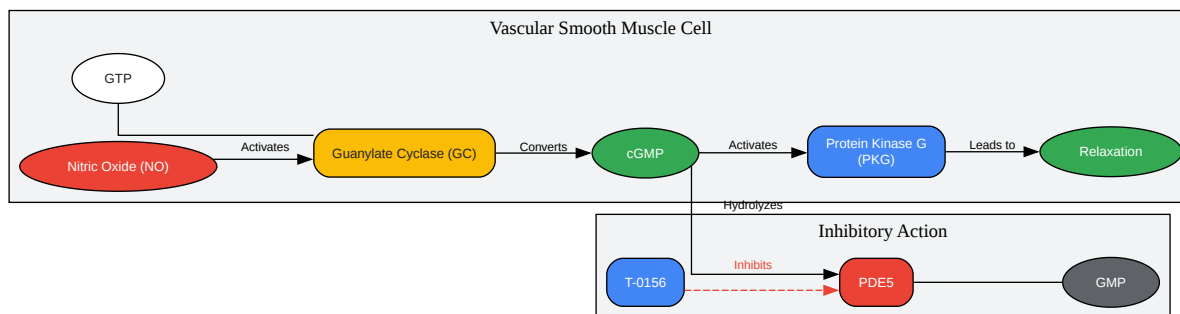 Vascular Smooth Muscle Cell
GTP
Nitric Oxide (NO)
Activates
Guanylate Cyclase (GC)
Converts
cGMP
Activates
Protein Kinase G
(PKG)
Leads to
Relaxation
Hydrolyzes
Inhibitory Action
T-0156
Inhibits
PDE5
GMP